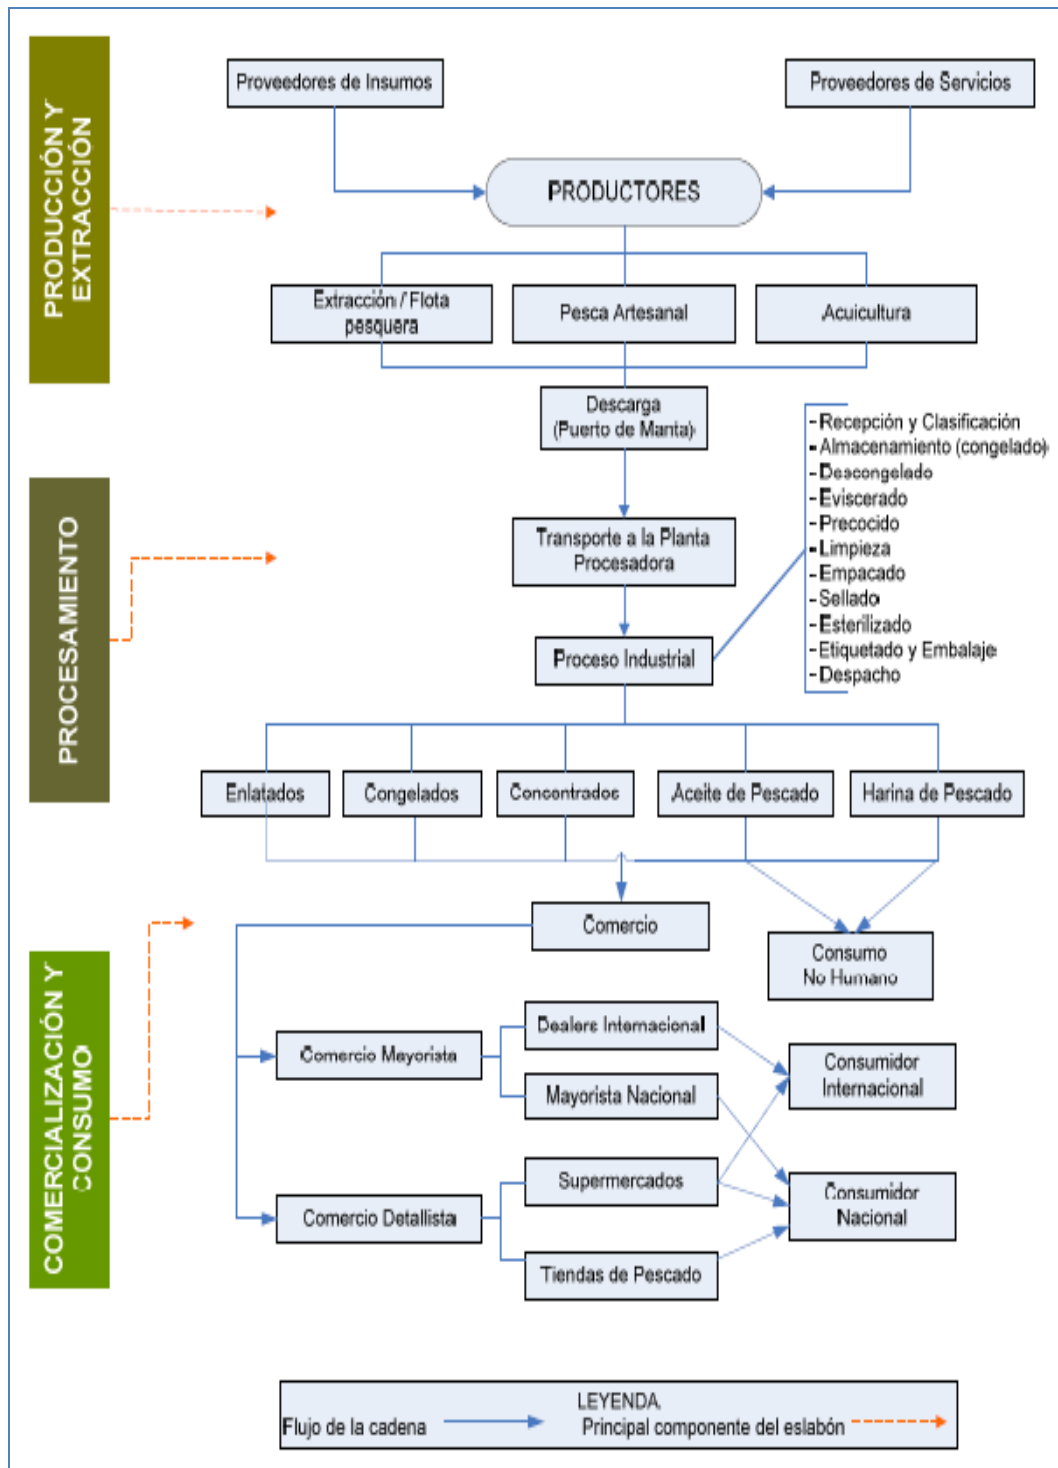 PRODUCCIÓN Y
EXTRACCIÓN
Proveedores de Insumos
Proveedores de Servicios
PRODUCTORES
Extracción / Flota
pesquera
Pesca Artesanal
Acuicultura
Descarga
(Puerto de Manta)
- Recepción y Clasificación
- Almacenamiento (congelado)
- Descongelado
- Eviscerado
- Precocido
- Limpieza
- Empacado
- Sellado
- Esterilizado
- Etiquetado y Embalaje
- Despacho
PROCESAMIENTO
Transporte a la Planta
Procesadora
Proceso Industrial
Enlatados
Congelados
Concentrados
Aceite de Pescado
Harina de Pescado
COMERCIALIZACIÓN Y
CONSUMO
Comercio
Consumo
No Humano
Comercio Mayorista
Dealers Internacional
Mayorista Nacional
Consumidor
Internacional
Comercio Detallista
Supermercados
Tiendas de Pescado
Consumidor
Nacional
LEYENDA
Flujo de la cadena
Principal componente del eslabón